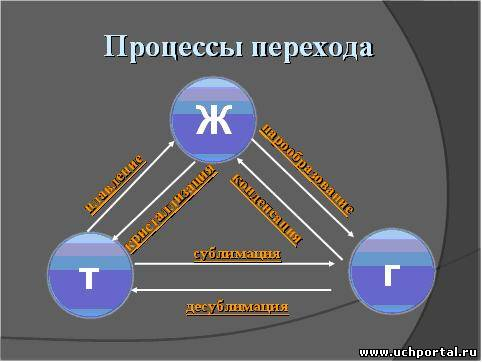 Процессы перехода
Ж
плавление
кристаллизация
парообразование
конденсация
сублимация
Т
Г
десублимация
www.uchportal.ru